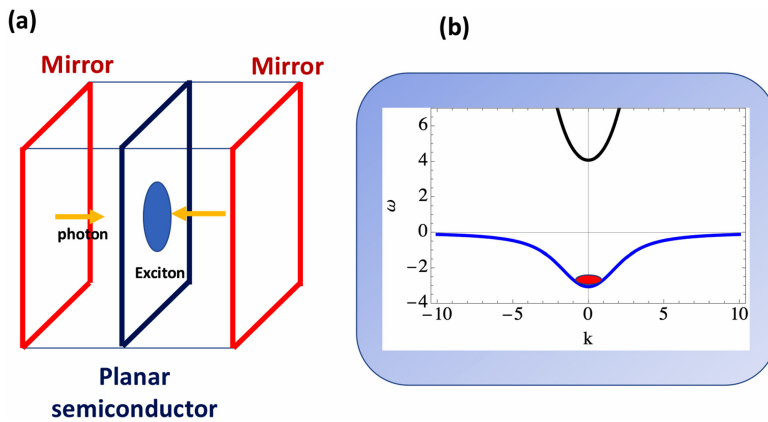 (a)
Mirror
Mirror
photon
Exciton
Planar
semiconductor
(b)
6
4
2
0
−2
−4
ω
−10
−5
0
5
10
k